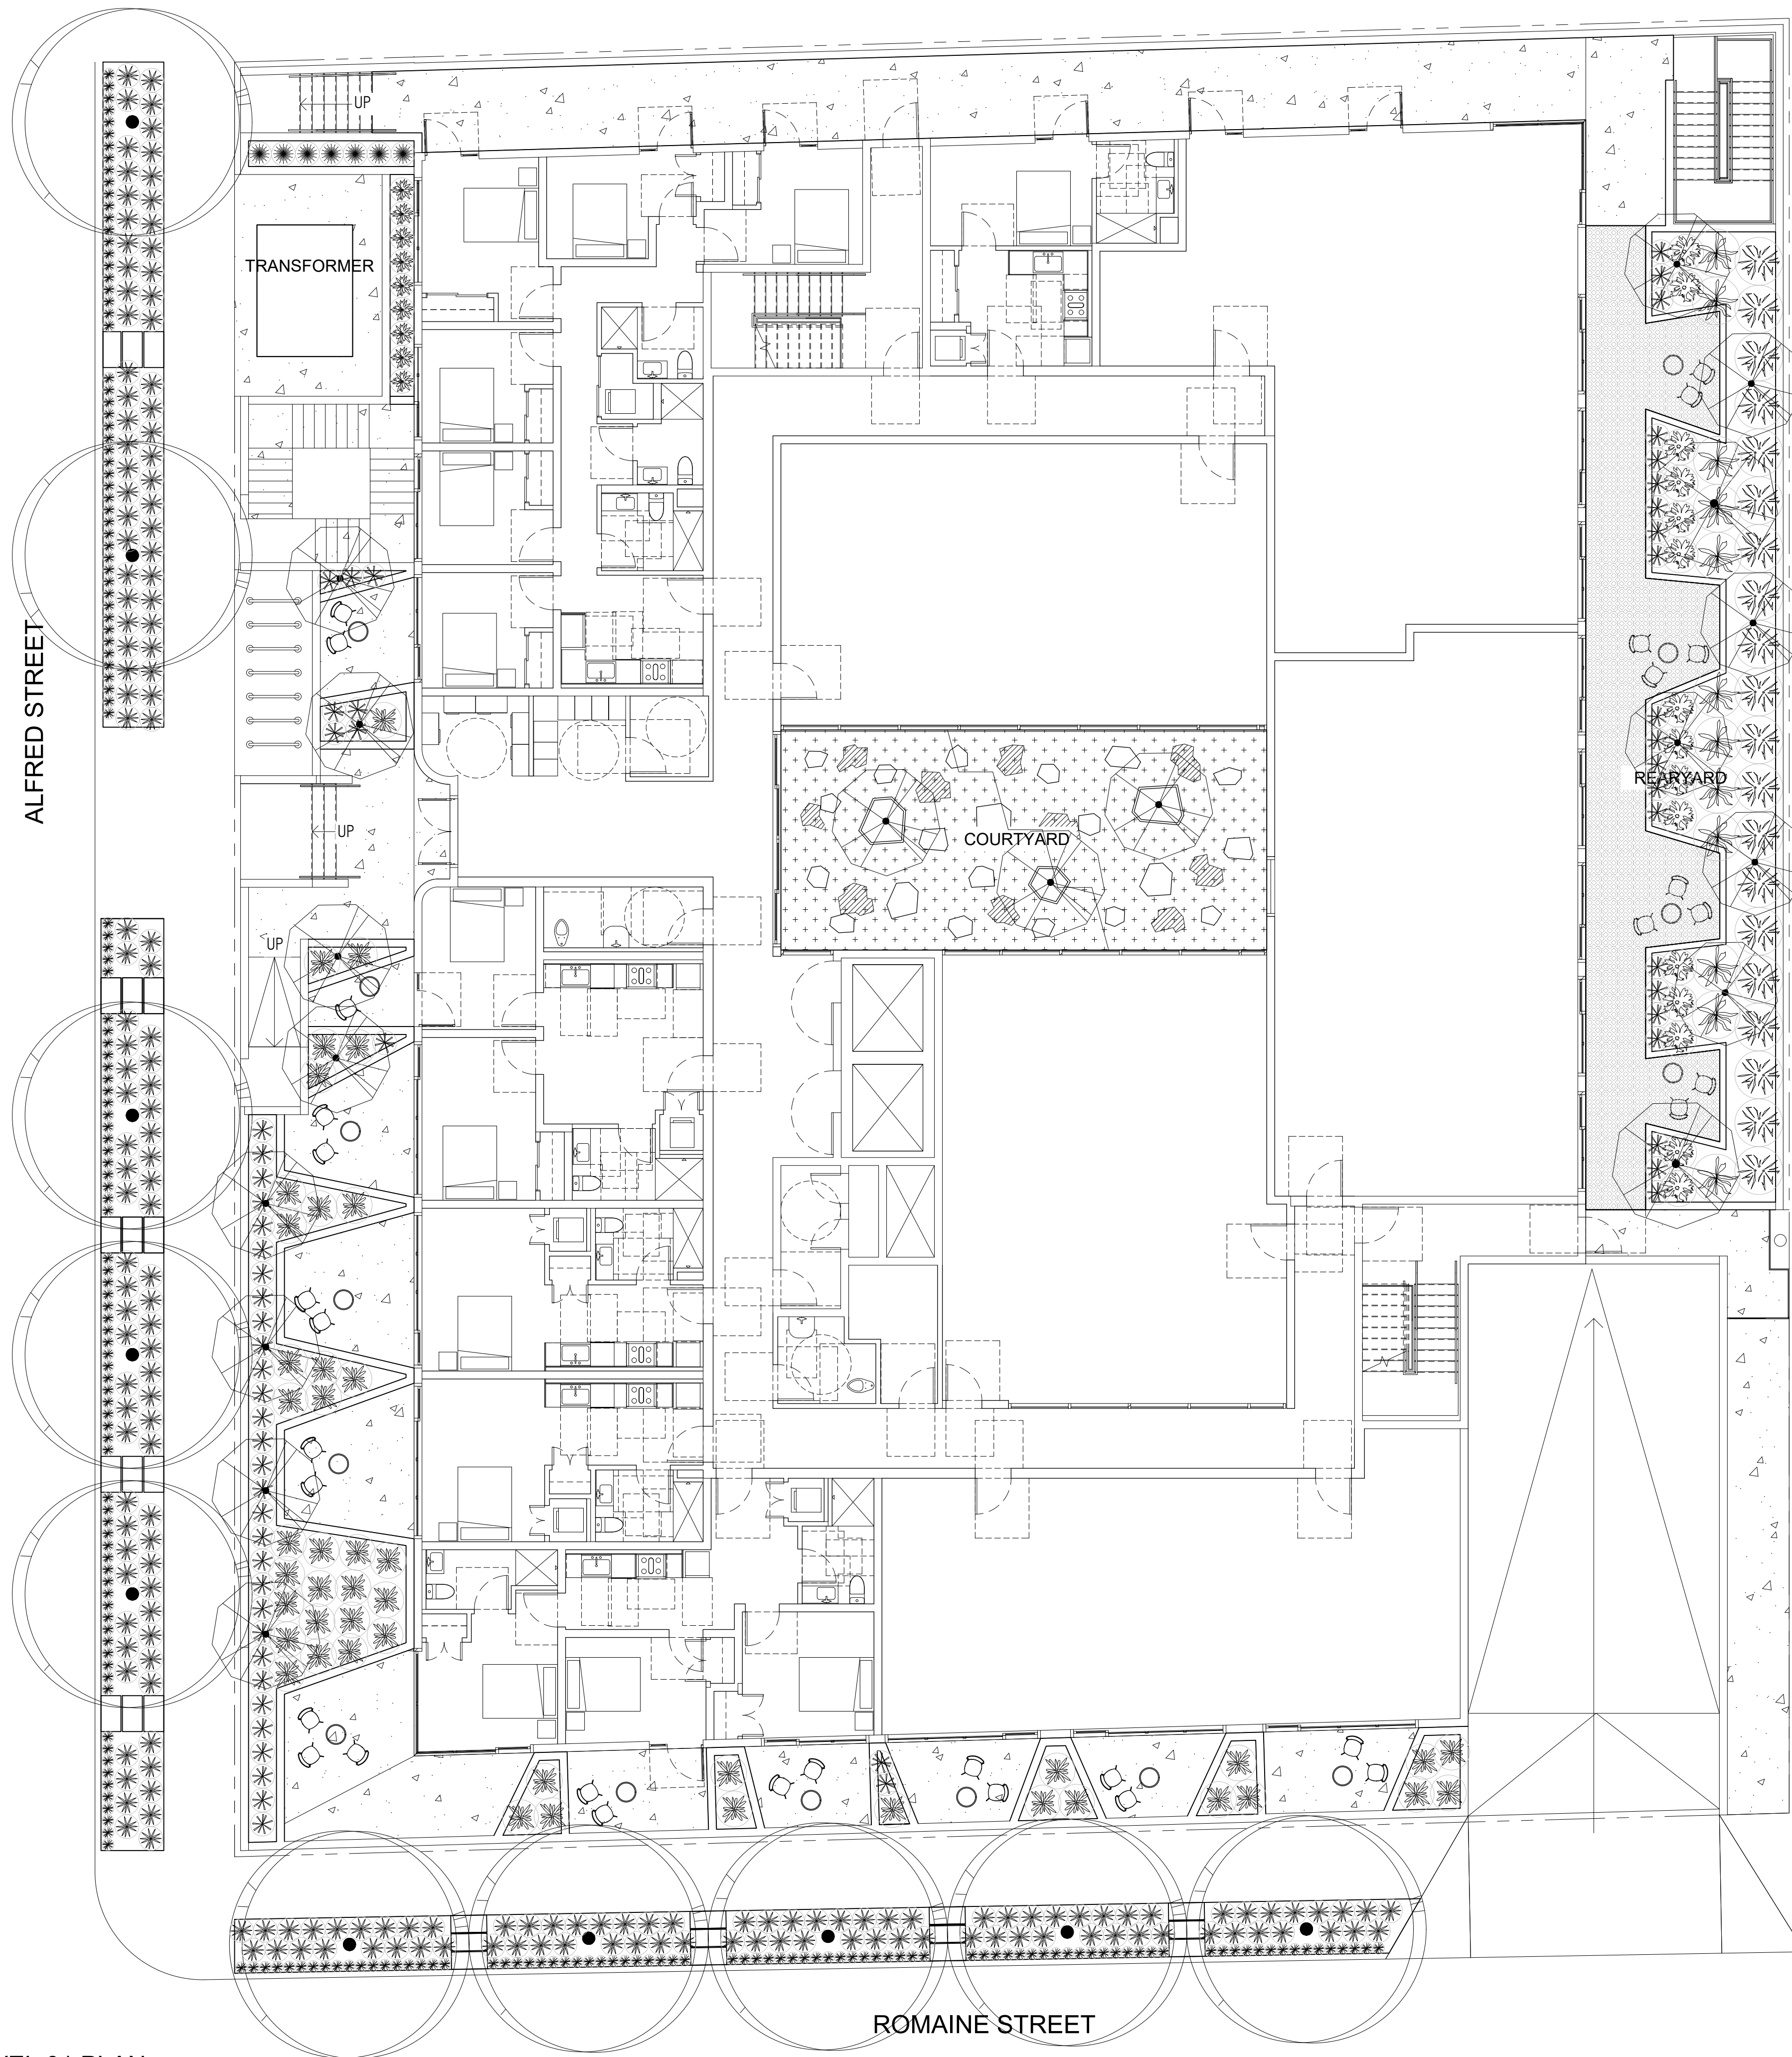 UP
TRANSFORMER
ALFRED STREET
REARYARD
UP
COURTYARD
UP
ROMAINE STREET